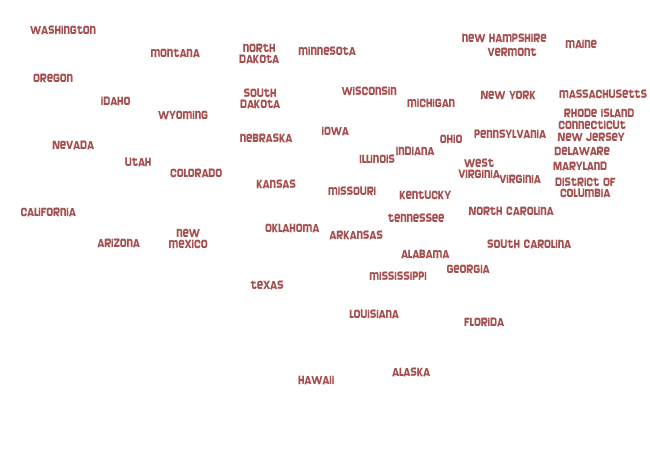 WASHINGTON
NEW HAMPSHIRE
MAINE
MONTANA
NORTH
DAKOTA
MINNESOTA
VERMONT
OREGON
IDAHO
SOUTH
DAKOTA
WISCONSIN
MICHIGAN
NEW YORK
MASSACHUSETTS
WYOMING
RHODE ISLAND
CONNECTICUT
NEVADA
NEBRASKA
IOWA
OHIO
PENNSYLVANIA
NEW JERSEY
UTAH
ILLINOIS
INDIANA
DELAWARE
COLORADO
WEST
VIRGINIA
VIRGINIA
MARYLAND
KANSAS
MISSOURI
KENTUCKY
DISTRICT OF
COLUMBIA
CALIFORNIA
TENNESSEE
NORTH CAROLINA
ARIZONA
NEW
MEXICO
OKLAHOMA
ARKANSAS
SOUTH CAROLINA
ALABAMA
TEXAS
MISSISSIPPI
GEORGIA
LOUISIANA
FLORIDA
HAWAII
ALASKA